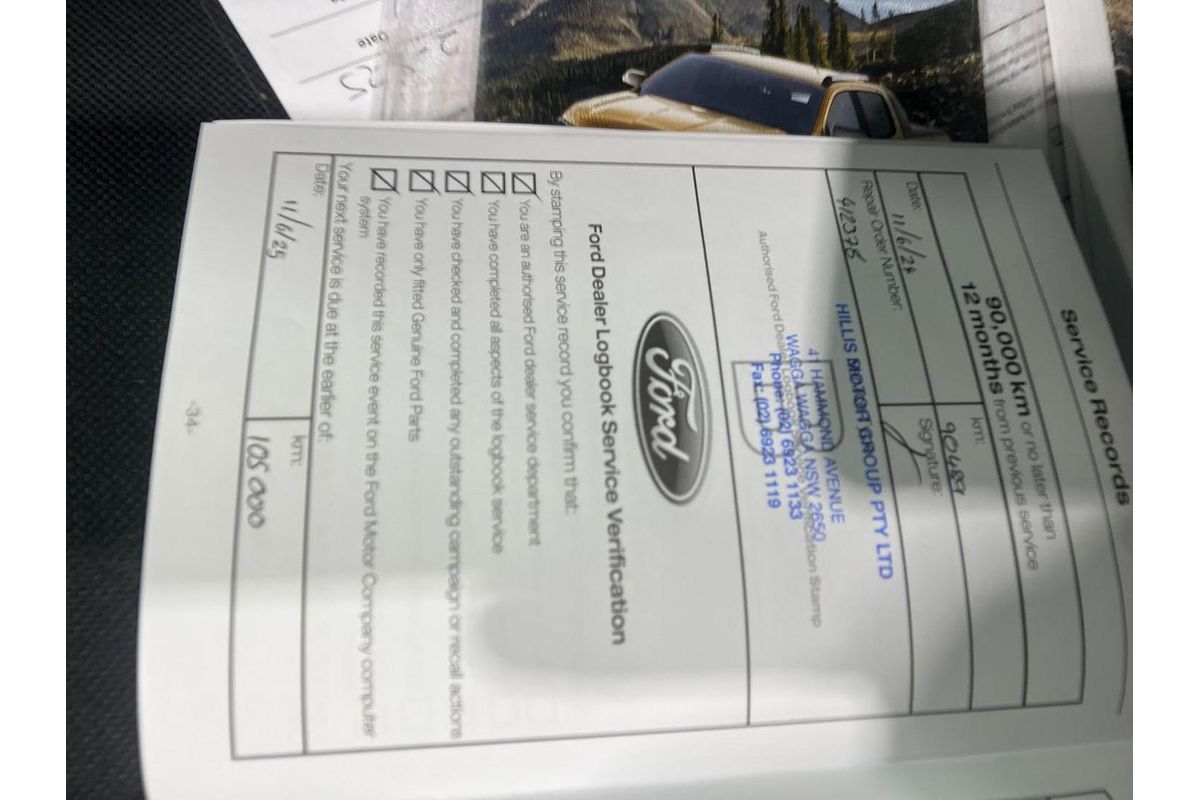 Service Records
90,000 km or no later than
12 months from previous service
Date: 11/6/24
km: 90489
Repair Order Number:
412375
Signature:
HILLIS MOTOR GROUP PTY LTD
41 HAMMOND AVENUE
WAGGA WAGGA NSW 2650
Phone: (02) 6923 1133
Fax: (02) 6923 1119
Authorised Ford Dealer Logbook Service Verification Stamp
Ford
Ford Dealer Logbook Service Verification
By stamping this service record you confirm that:
You are an authorised Ford dealer service department
You have completed all aspects of the logbook service
You have checked and completed any outstanding campaign or recall actions
You have only fitted Genuine Ford Parts
You have recorded this service event on the Ford Motor Company computer
system
Your next service is due at the earlier of:
Date:
11/6/25
km:
105 000
-34-
Date